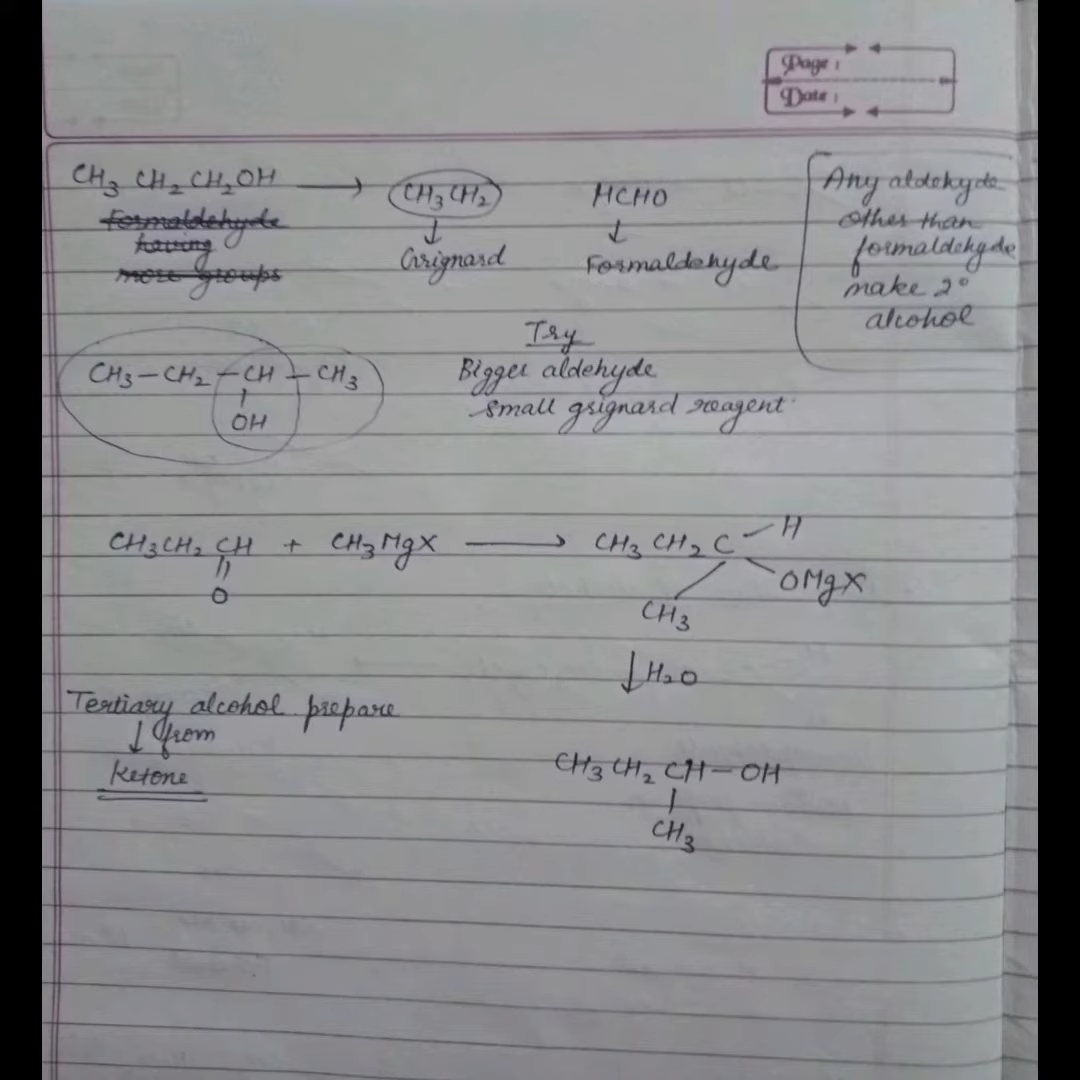 Page :
Date :
CH3 CH2 CH2OH ⟶ CH3 CH2 HCHO
Formaldehyde
having
more groups
↓ ↓
Grignard Formaldehyde
Any aldehyde
other than
formaldehyde
make 2°
alcohol
Try
Bigger aldehyde
small grignard reagent
CH3 — CH2 — CH — CH3
|
OH
CH3CH2 CH + CH3MgX ⟶ CH3 CH2 C — H
||
O
OMgX
CH3
↓ H2O
Tertiary alcohol prepare
↓ from
Ketone
CH3 CH2 CH — OH
|
CH3